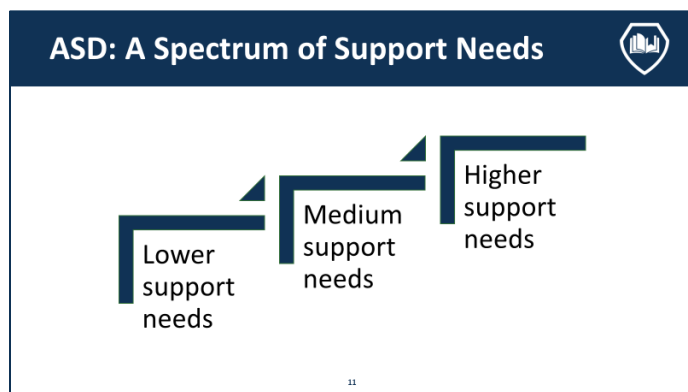 ASD: A Spectrum of Support Needs
Lower
support
needs
Medium
support
needs
Higher
support
needs
11